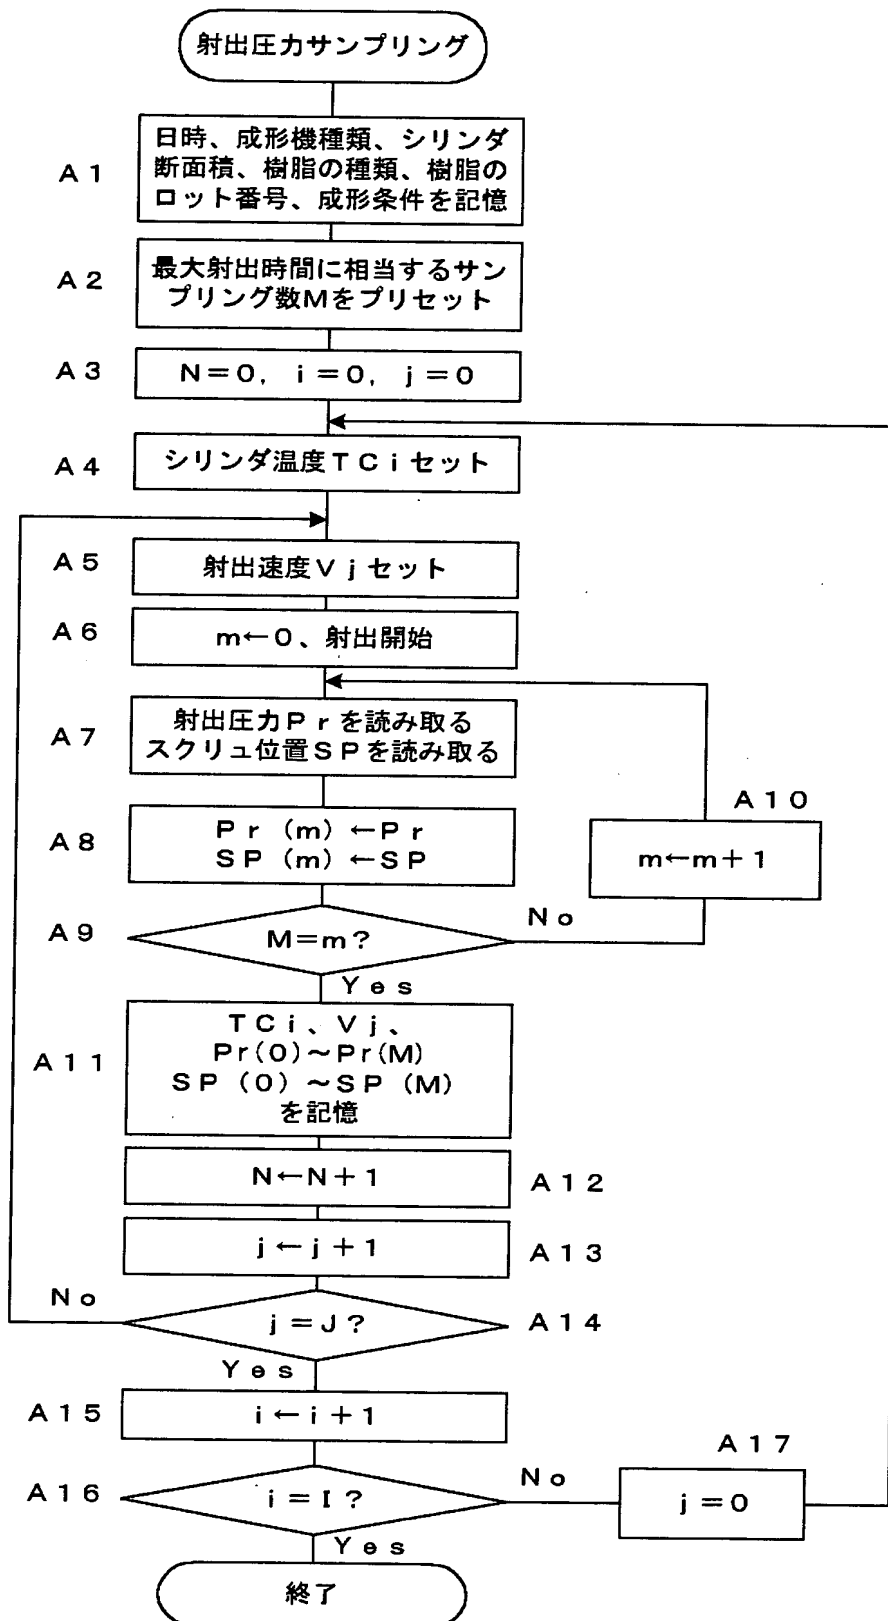 射出圧力サンプリング
A1
日時、成形機種類、シリンダ
断面積、樹脂の種類、樹脂の
ロット番号、成形条件を記憶
A2
最大射出時間に相当するサン
プリング数Mをプリセット
A3
N=0, i=0, j=0
A4
シリンダ温度TCiセット
A5
射出速度Vjセット
A6
m←0、射出開始
A7
射出圧力Prを読み取る
スクリュ位置SPを読み取る
A8
Pr(m)←Pr
SP(m)←SP
A10
m←m+1
A9
M=m?
No
Yes
A11
TCi、Vj、
Pr(0)~Pr(M)
SP(0)~SP(M)
を記憶
N←N+1
A12
j←j+1
A13
No
j=J?
A14
Yes
A15
i←i+1
A16
i=I?
No
A17
j=0
Yes
終了